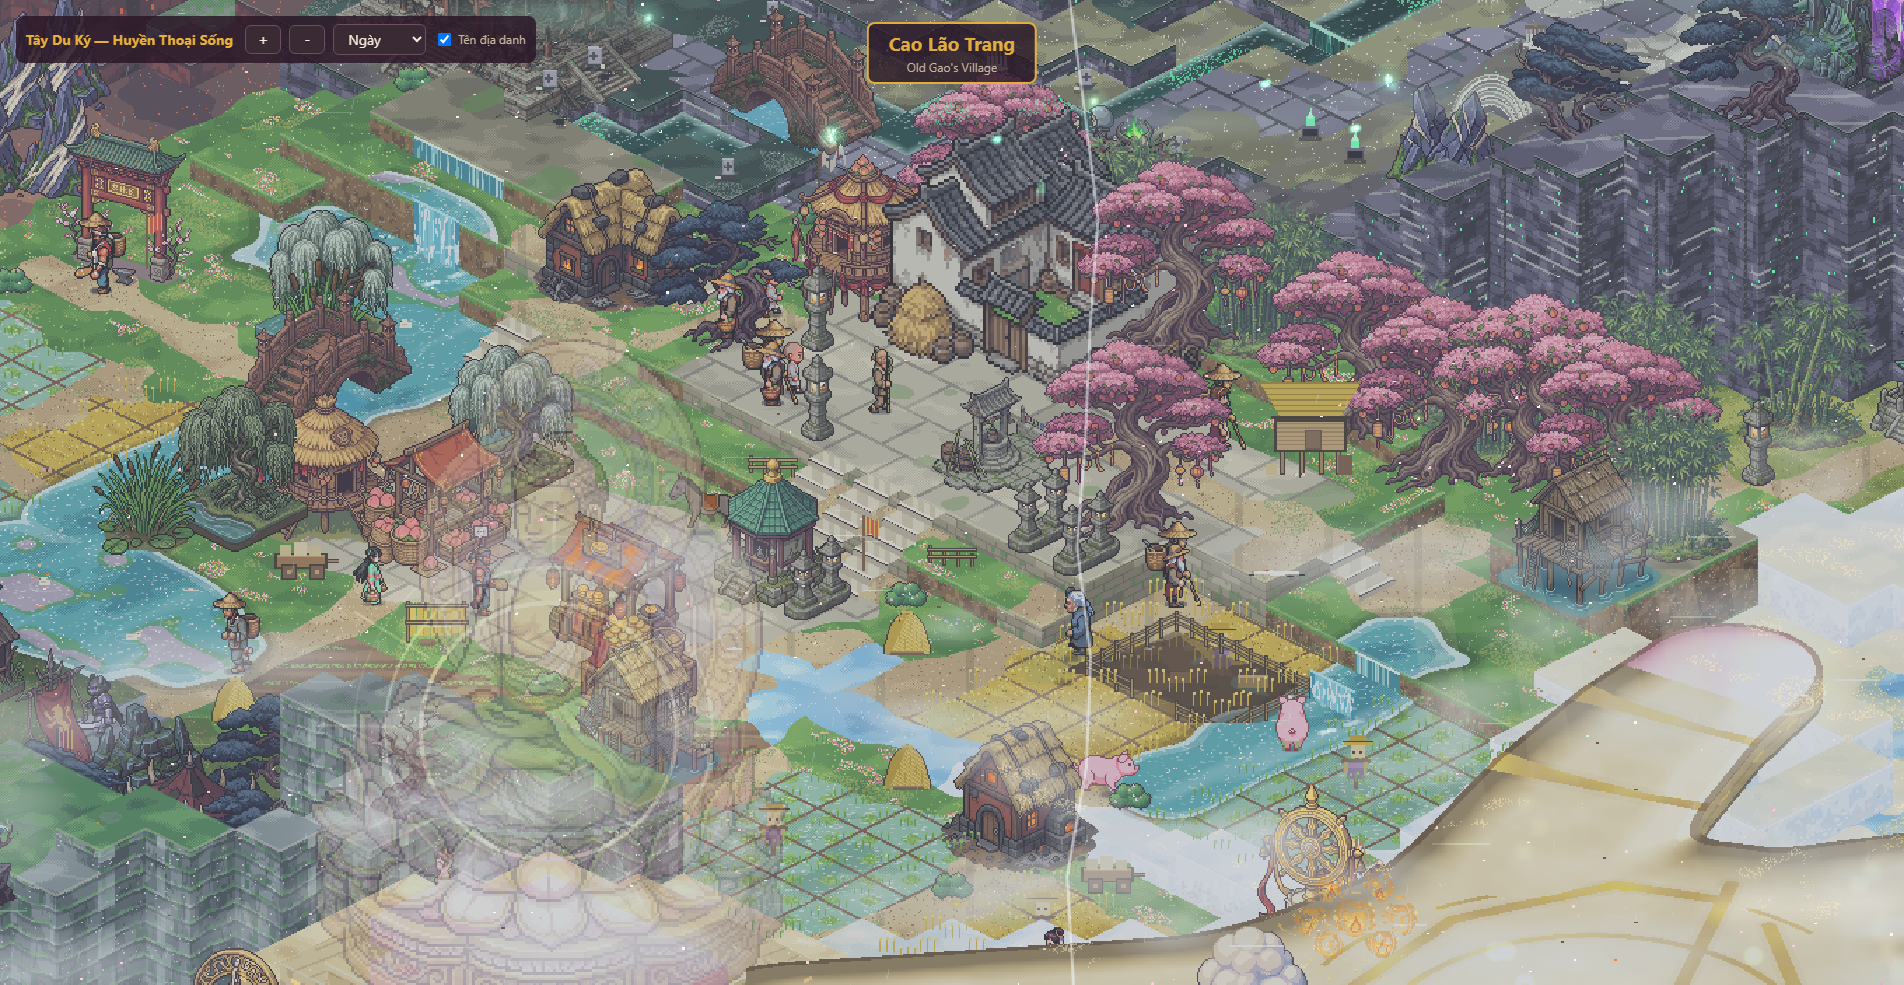 Tây Du Ký — Huyền Thoại Sống
+
-
Ngày
Tên địa danh
Cao Lão Trang
Old Gao's Village